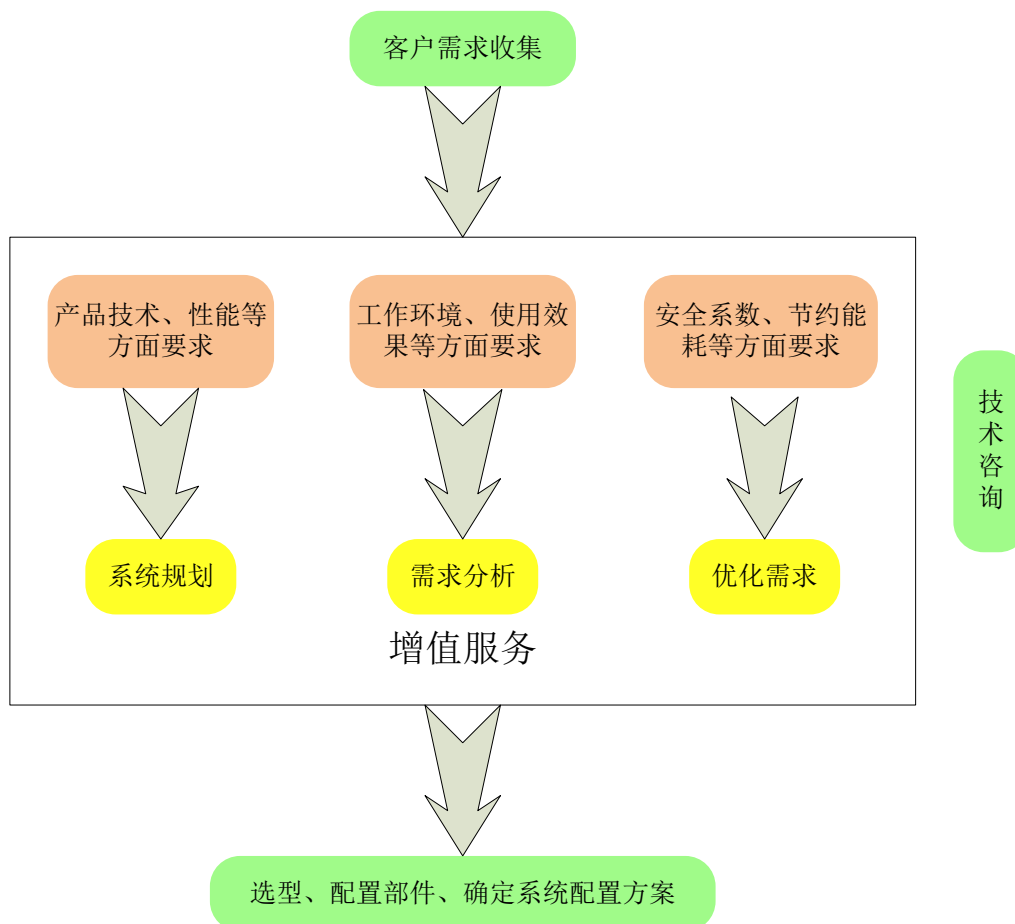 客户需求收集
产品技术、性能等
方面要求
工作环境、使用效
果等方面要求
安全系数、节约能
耗等方面要求
技
术
咨
询
系统规划
需求分析
优化需求
增值服务
选型、配置部件、确定系统配置方案